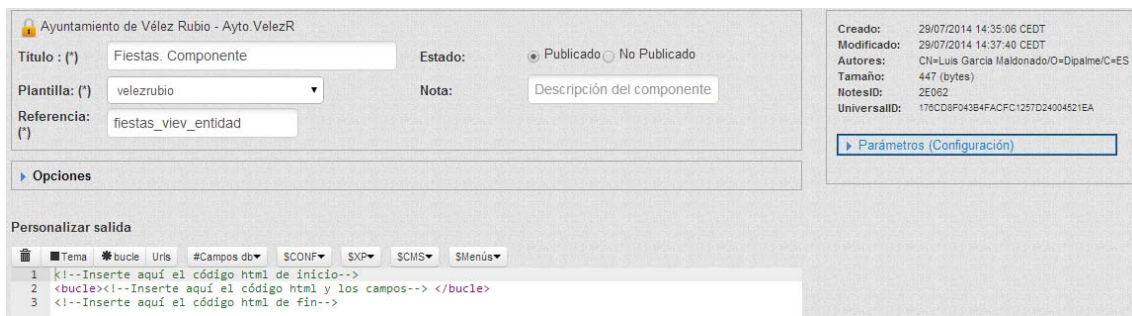 Ayuntamiento de Vélez Rubio - Ayto.VelezR
Título : (*) Fiestas. Componente Estado: Publicado No Publicado
Plantilla: (*) velezrubio Nota: Descripción del componente
Referencia: (*) fiestas_viev_entidad
Opciones
Creado: 29/07/2014 14:35:06 CEDT
Modificado: 29/07/2014 14:37:40 CEDT
Autores: CN=Luis Garcia Maldonado/O=Dipalme/C=ES
Tamaño: 447 (bytes)
NotesID: 2E062
UniversalID: 176CD8F043B4FACFC1257D24004521EA
Parámetros (Configuración)
Personalizar salida
Tema bucle Urls #Campos db $CONF $XP $CMS $Menús
1 <!--Inserte aquí el código html de inicio-->
2 <bucle><!--Inserte aquí el código html y los campos--> </bucle>
3 <!--Inserte aquí el código html de fin-->